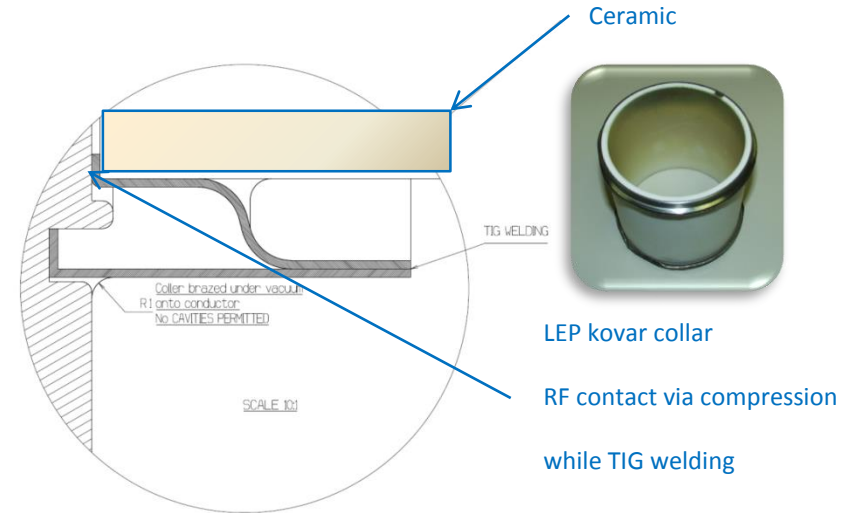 Ceramic
TIG WELDING
Coller brazed under vacuum
R1 onto conductor
No CAVITIES PERMITTED
LEP kovar collar
RF contact via compression
SCALE 10:1
while TIG welding